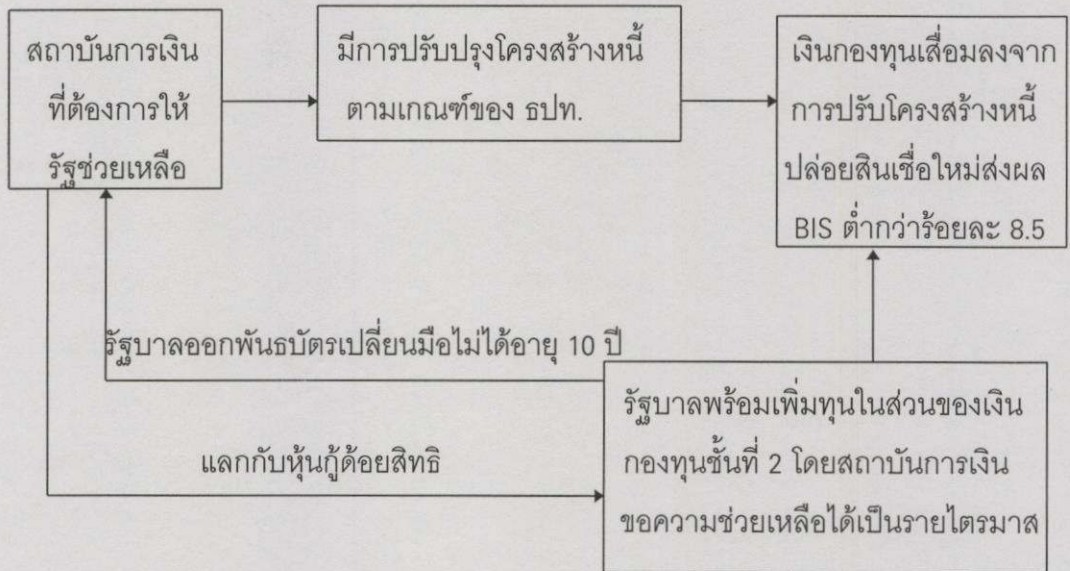 สถาบันการเงิน
ที่ต้องการให้
รัฐช่วยเหลือ
มีการปรับปรุงโครงสร้างหนี้
ตามเกณฑ์ของ ธปท.
เงินกองทุนเสื่อมลงจาก
การปรับโครงสร้างหนี้
ปล่อยสินเชื่อใหม่ส่งผล
BIS ต่ำกว่าร้อยละ 8.5
รัฐบาลออกพันธบัตรเปลี่ยนมือไม่ได้อายุ 10 ปี
แลกกับหุ้นกู้ด้อยสิทธิ
รัฐบาลพร้อมเพิ่มทุนในส่วนของเงิน
กองทุนชั้นที่ 2 โดยสถาบันการเงิน
ขอความช่วยเหลือได้เป็นรายไตรมาส